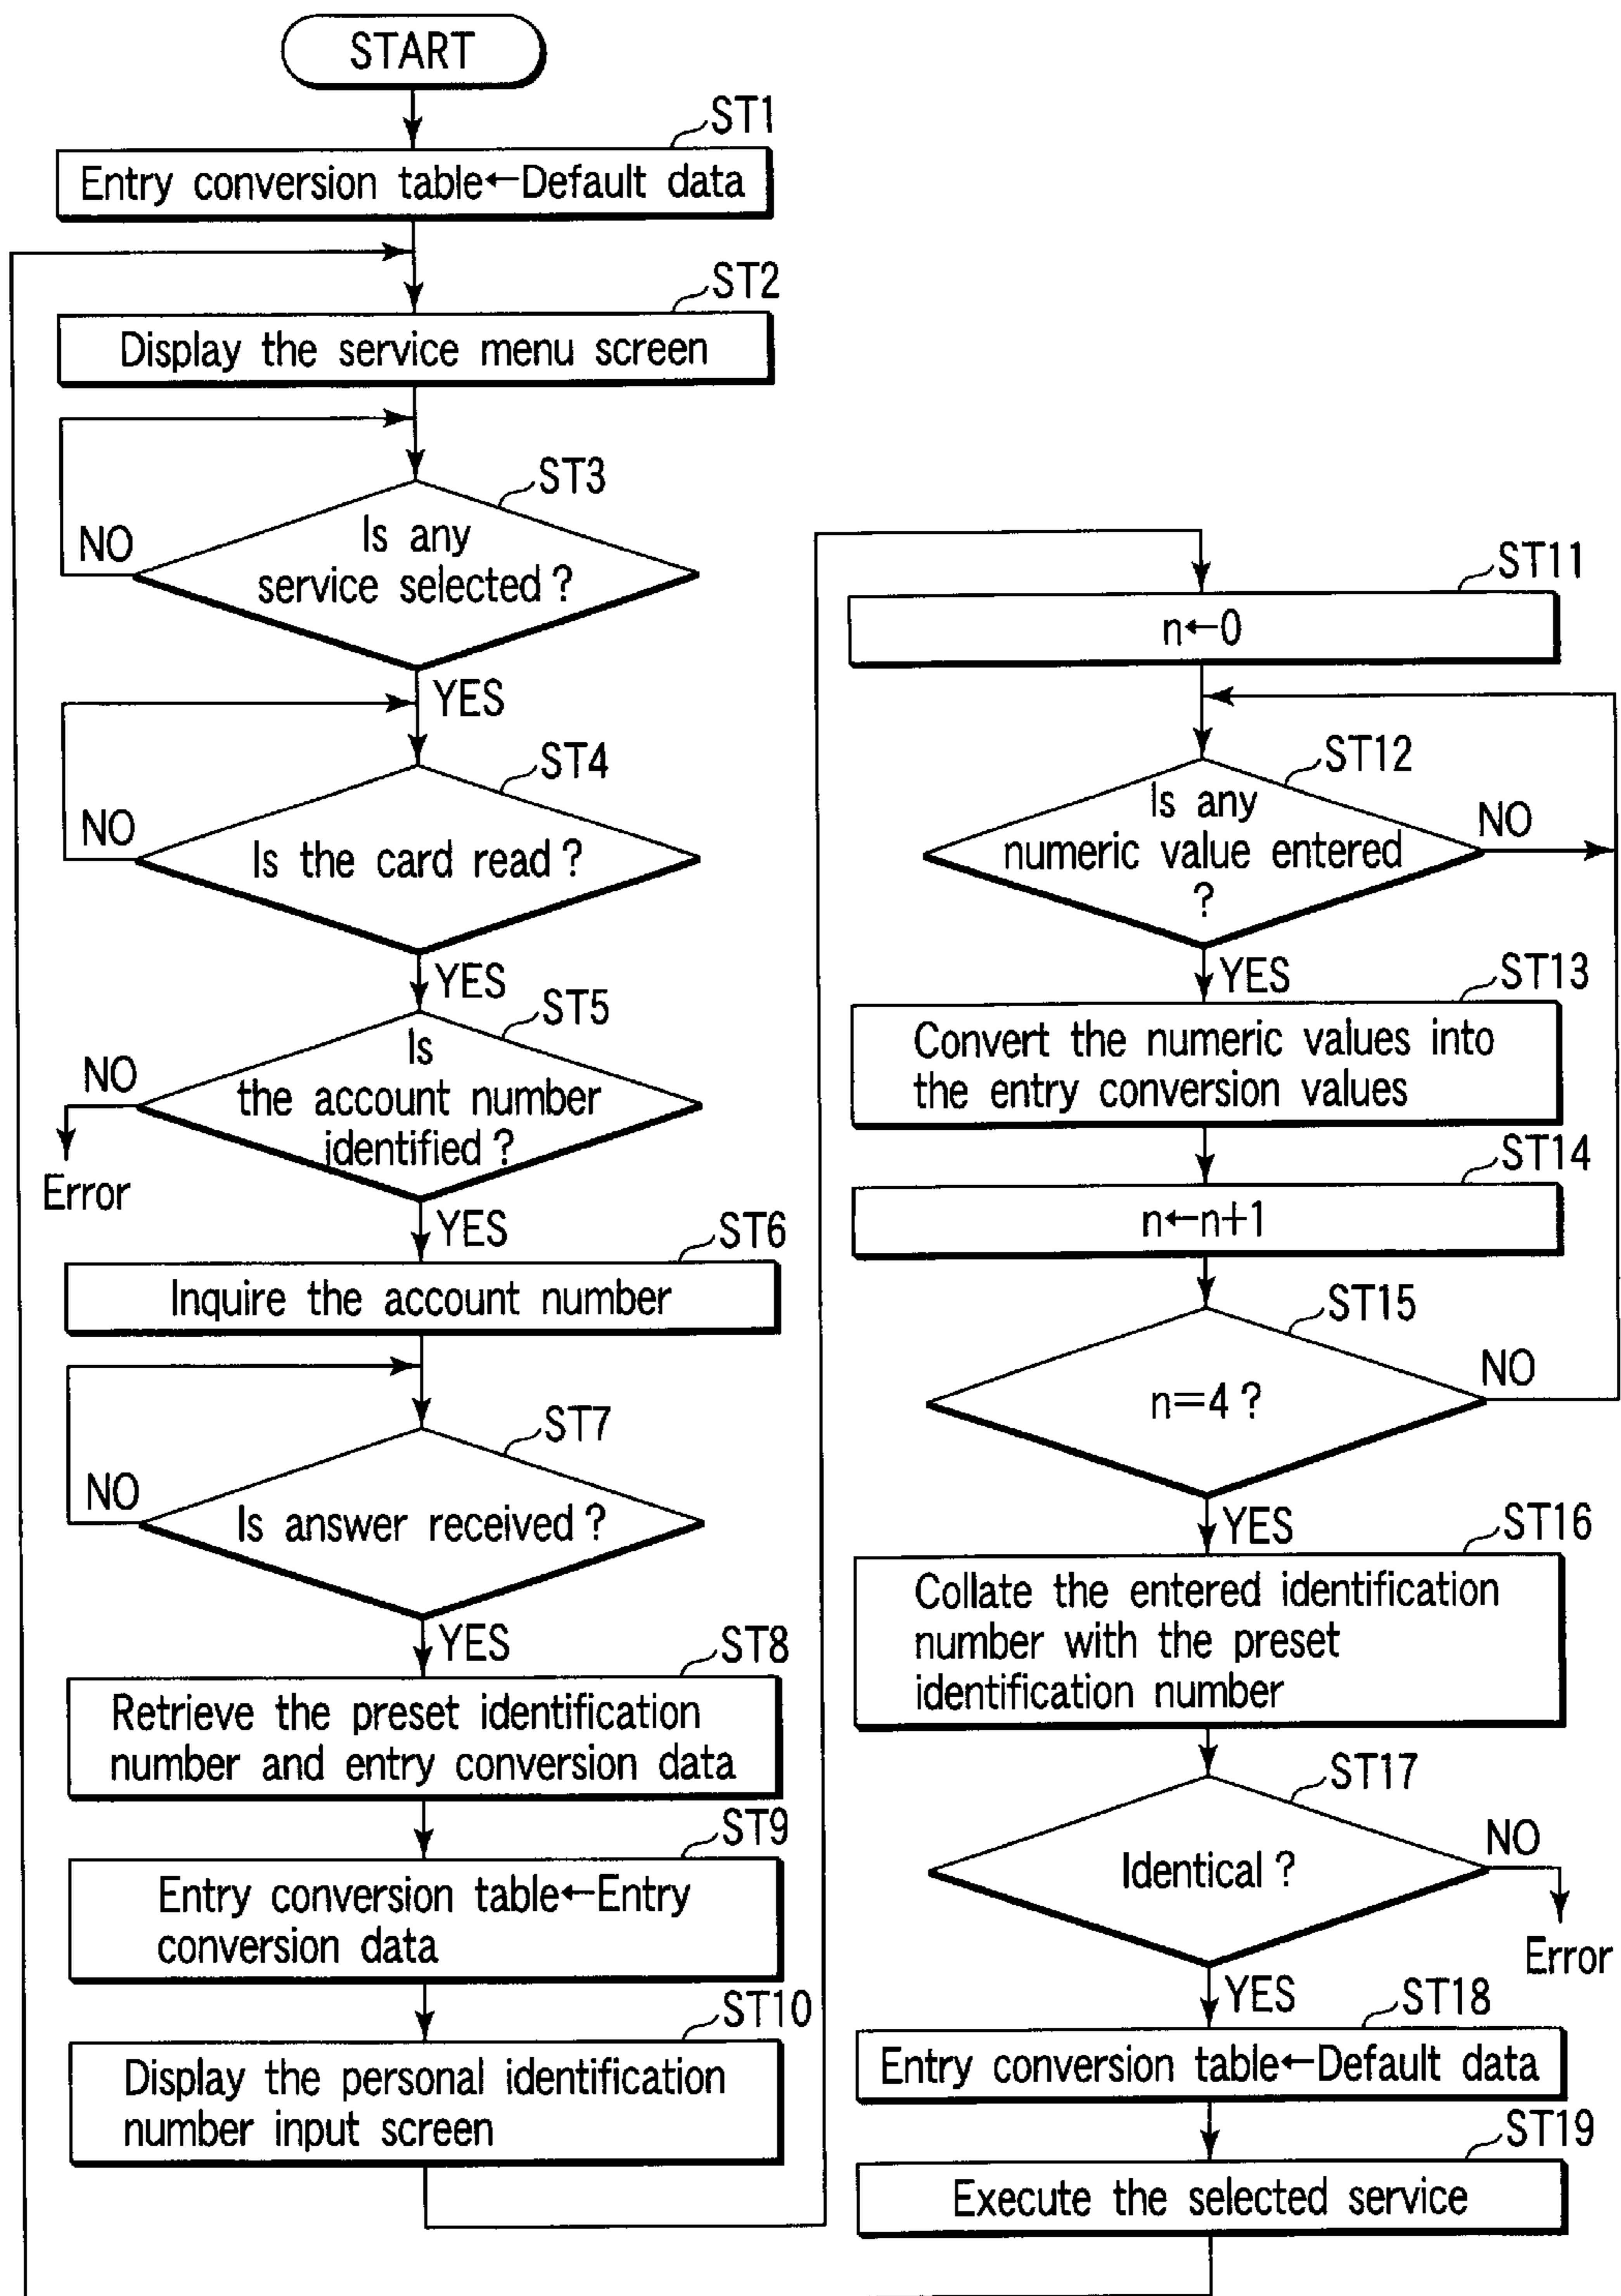 START
ST1
Entry conversion table←Default data
ST2
Display the service menu screen
ST3
Is any
service selected ?
NO
YES
ST4
Is the card read ?
NO
YES
ST5
Is
the account number
identified ?
NO
Error
YES
ST6
Inquire the account number
ST7
Is answer received ?
NO
YES
ST8
Retrieve the preset identification
number and entry conversion data
ST9
Entry conversion table←Entry
conversion data
ST10
Display the personal identification
number input screen
ST11
n←0
ST12
Is any
numeric value entered
?
NO
YES
ST13
Convert the numeric values into
the entry conversion values
ST14
n←n+1
ST15
n=4 ?
NO
YES
ST16
Collate the entered identification
number with the preset
identification number
ST17
Identical ?
NO
Error
YES
ST18
Entry conversion table←Default data
ST19
Execute the selected service